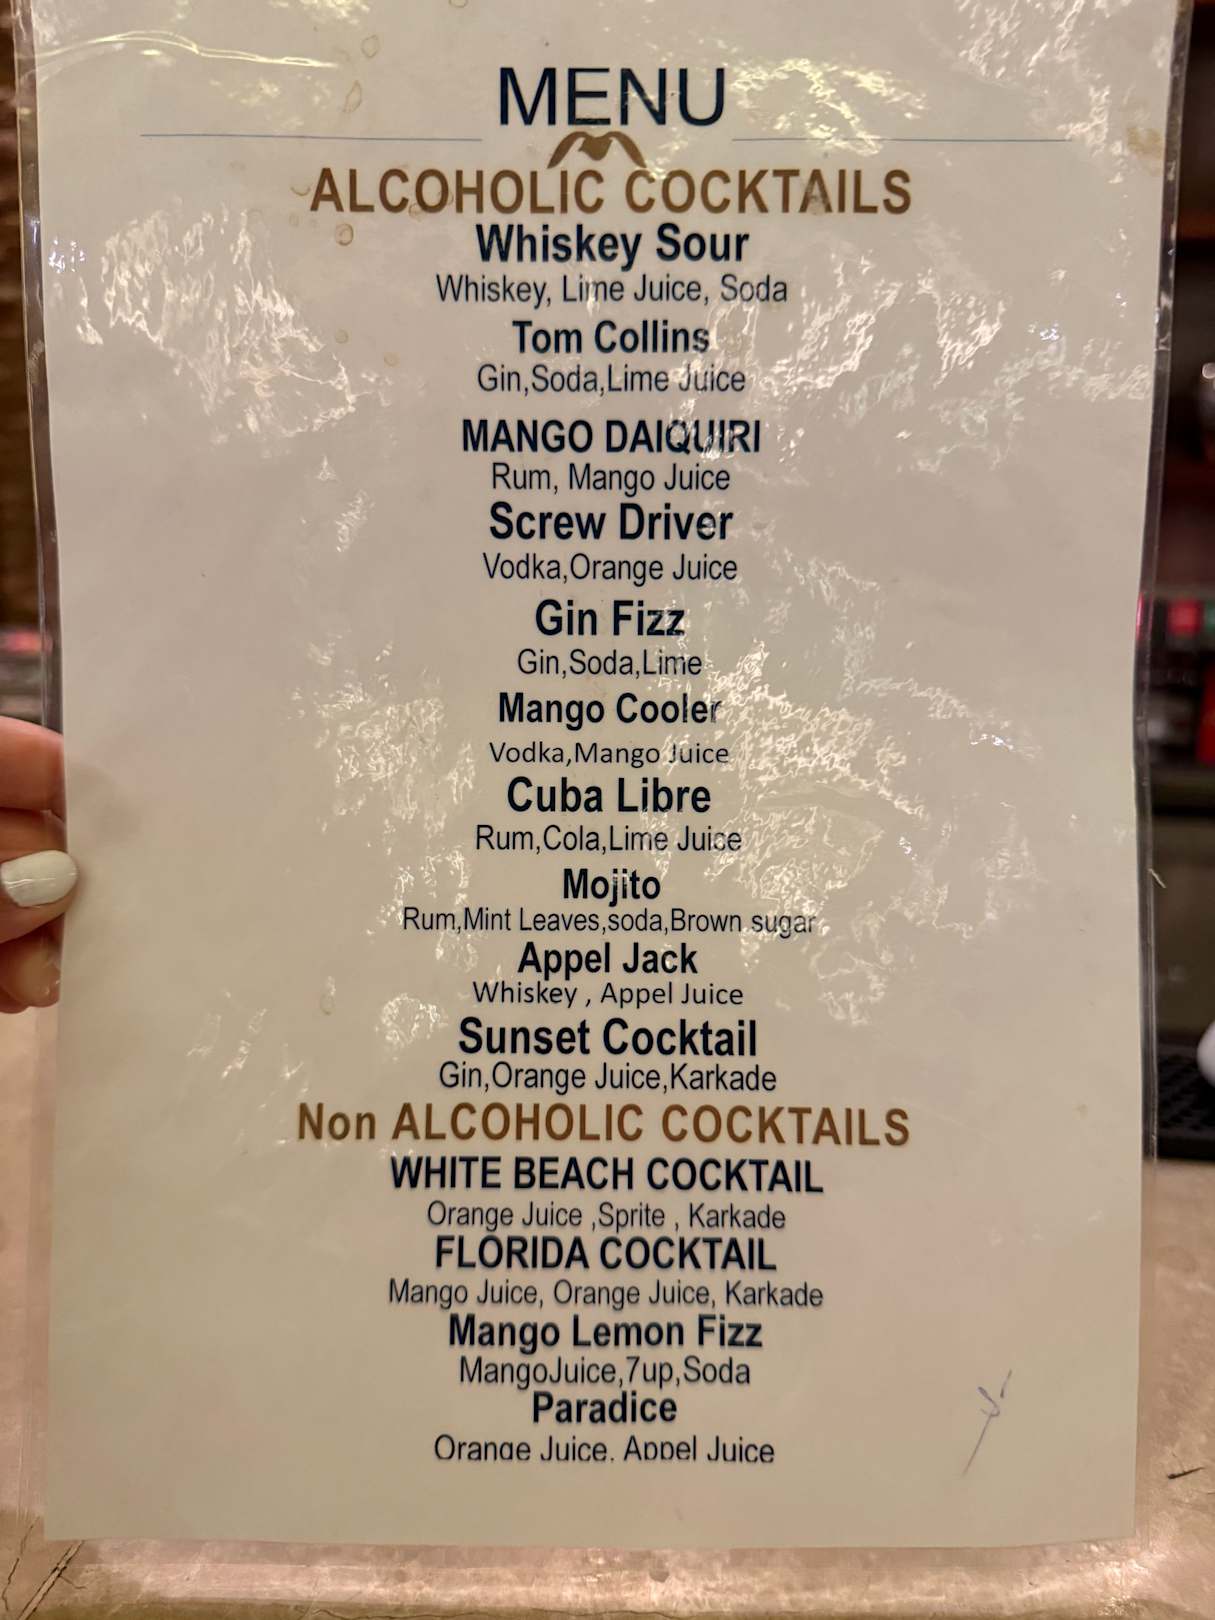 MENU
ALCOHOLIC COCKTAILS
Whiskey Sour
Whiskey, Lime Juice, Soda
Tom Collins
Gin,Soda,Lime Juice
MANGO DAIQUIRI
Rum, Mango Juice
Screw Driver
Vodka,Orange Juice
Gin Fizz
Gin,Soda,Lime
Mango Cooler
Vodka,Mango Juice
Cuba Libre
Rum,Cola,Lime Juice
Mojito
Rum,Mint Leaves,soda,Brown sugar
Appel Jack
Whiskey , Appel Juice
Sunset Cocktail
Gin,Orange Juice,Karkade
Non ALCOHOLIC COCKTAILS
WHITE BEACH COCKTAIL
Orange Juice ,Sprite , Karkade
FLORIDA COCKTAIL
Mango Juice, Orange Juice, Karkade
Mango Lemon Fizz
MangoJuice,7up,Soda
Paradice
Orange Juice, Appel Juice